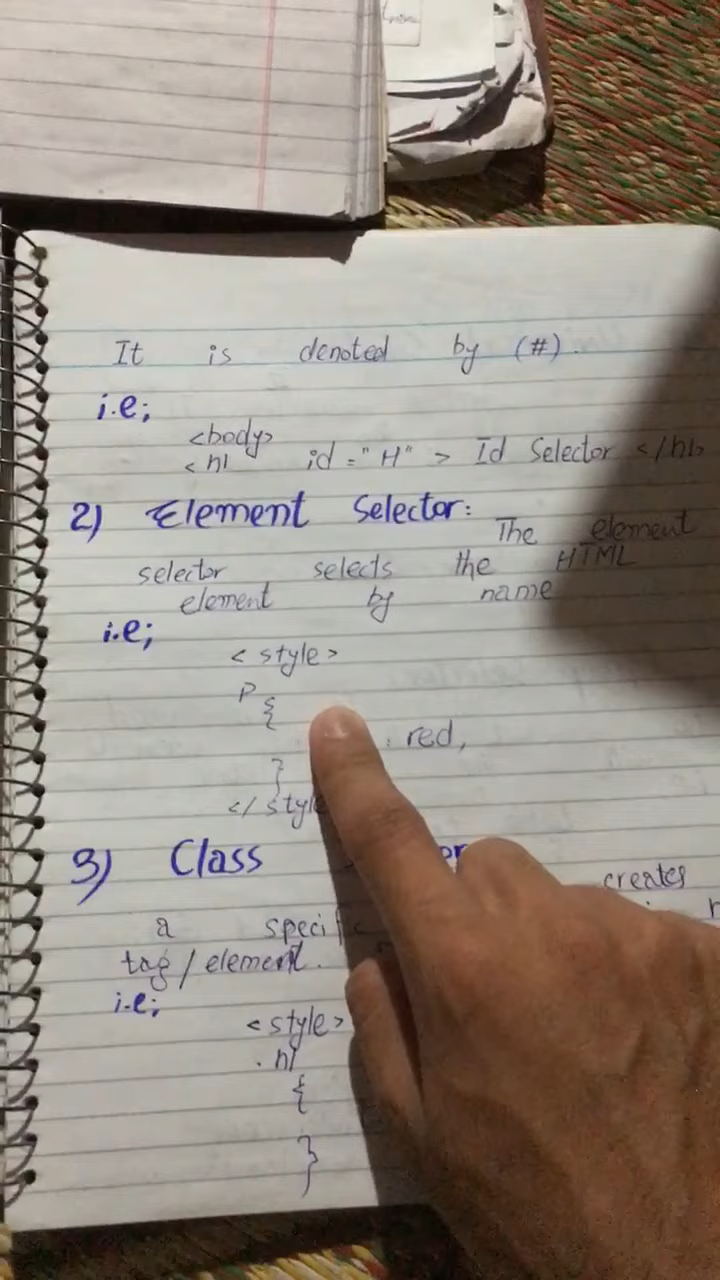 It is denoted by (#).
i.e;
<body>
<h1 id="H" > Id Selector </h1>
2) Element Selector:
The element
selector selects the HTML
element by name
i.e;
<style>
P {
: red,
}
</style
3) Class
creates
a specific
tag/element.
i.e;
<style>
.h1
{
}